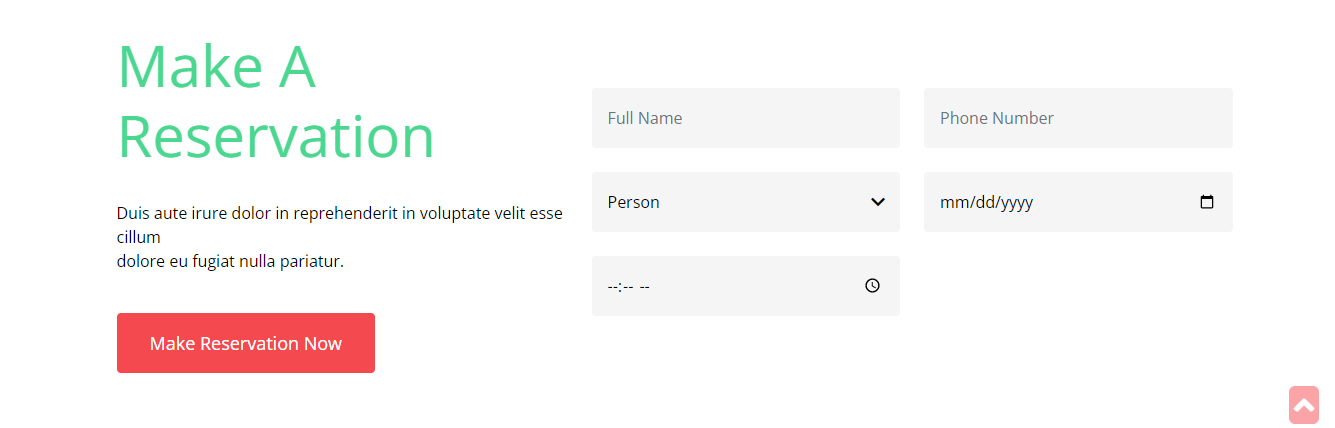 Make A
Reservation
Duis aute irure dolor in reprehenderit in voluptate velit esse
cillum
dolore eu fugiat nulla pariatur.
Make Reservation Now
Full Name
Phone Number
Person
mm/dd/yyyy
--:-- --